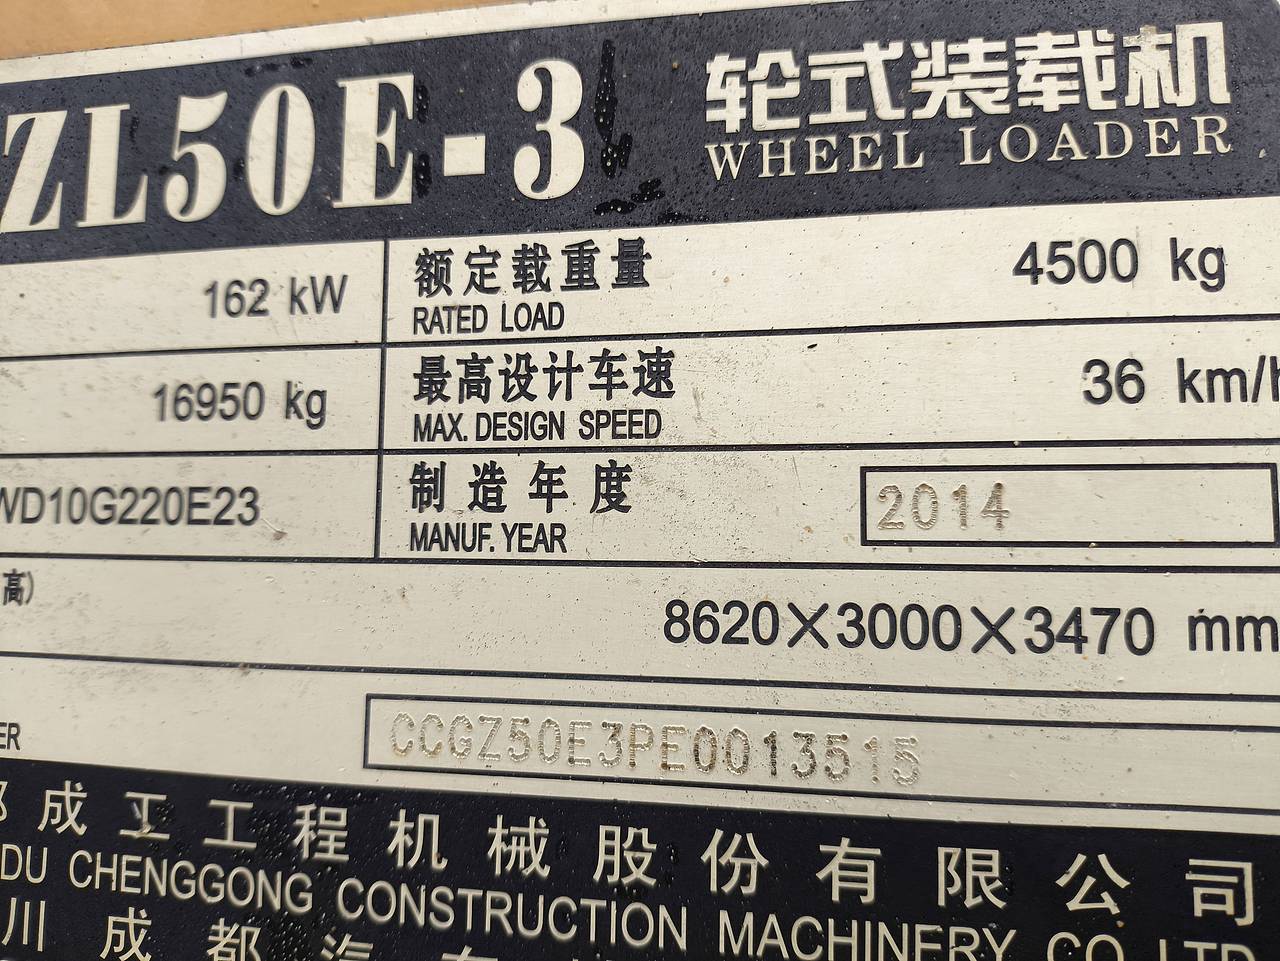 ZL50E-3
轮式装载机
WHEEL LOADER
162 kW
额定载重量
RATED LOAD
4500 kg
16950 kg
最高设计车速
MAX. DESIGN SPEED
36 km/h
WD10G220E23
制造年度
MANUF. YEAR
2014
高)
8620×3000×3470 mm
ER
CCGZ50E3PE0013515
都成工工程机械股份有限公司
DU CHENGGONG CONSTRUCTION MACHINERY CO.LTD
川成都汽车